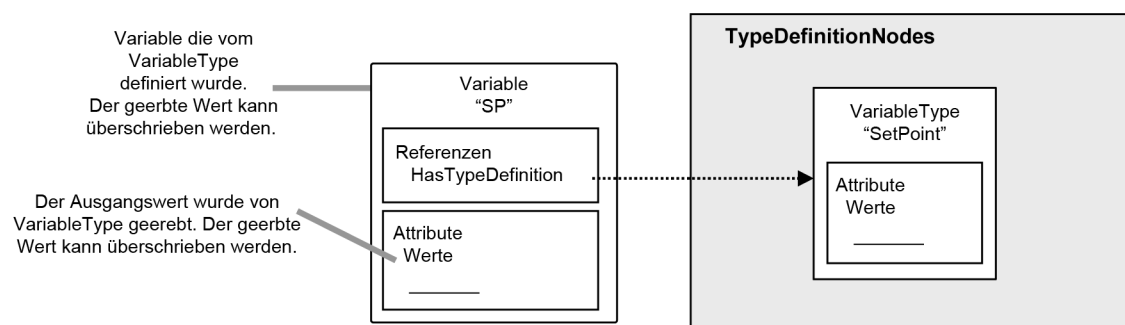 Variable die vom
VariableType
definiert wurde.
Der geerbte Wert kann
überschrieben werden.
Der Ausgangswert wurde von
VariableType geerebt. Der geerbte
Wert kann überschrieben werden.
Variable
“SP”
Referenzen
HasTypeDefinition
Attribute
Werte
TypeDefinitionNodes
VariableType
“SetPoint”
Attribute
Werte